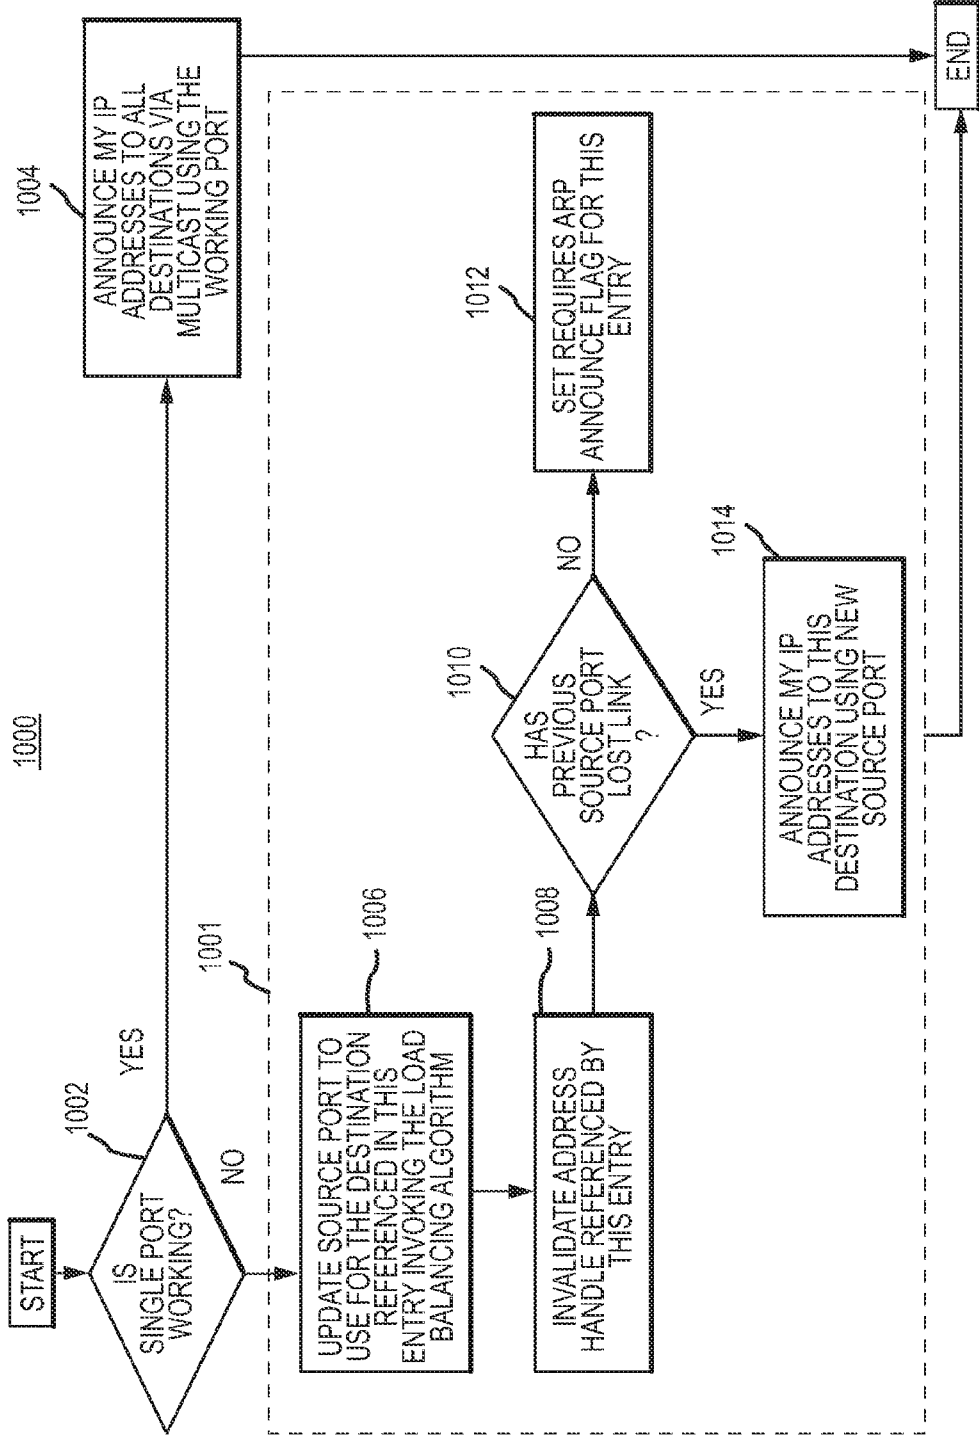 1000
START
IS
SINGLE PORT
WORKING?
1002
YES
NO
1004
ANNOUNCE MY IP
ADDRESSES TO ALL
DESTINATIONS VIA
MULTICAST USING THE
WORKING PORT
1001
UPDATE SOURCE PORT TO
USE FOR THE DESTINATION
REFERENCED IN THIS
ENTRY INVOKING THE LOAD
BALANCING ALGORITHM
1006
INVALIDATE ADDRESS
HANDLE REFERENCED BY
THIS ENTRY
1008
HAS
PREVIOUS
SOURCE PORT
LOST LINK
?
1010
NO
YES
SET REQUIRES ARP
ANNOUNCE FLAG FOR THIS
ENTRY
1012
ANNOUNCE MY IP
ADDRESSES TO THIS
DESTINATION USING NEW
SOURCE PORT
1014
END